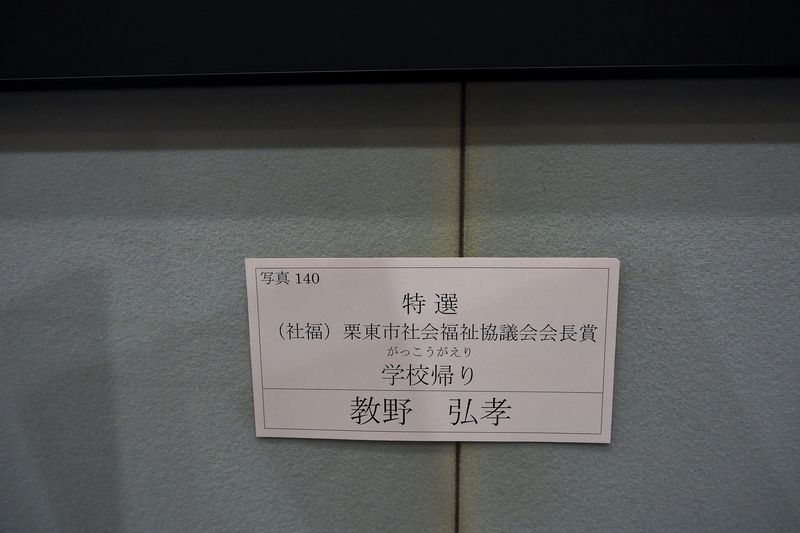 写真 140
特選
（社福）栗東市社会福祉協議会会長賞
がっこうがえり
学校帰り
教野　弘孝